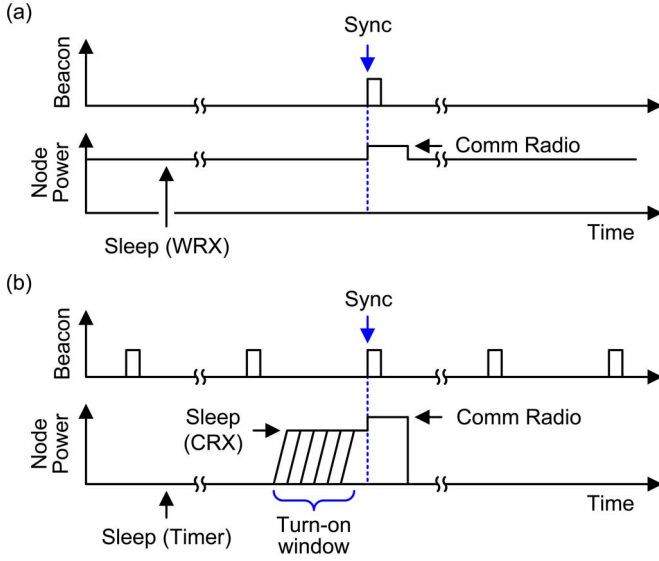 (a)
Sync
Beacon
Node
Power
Comm Radio
Sleep (WRX)
Time
(b)
Sync
Beacon
Sleep
(CRX)
Comm Radio
Node
Power
Time
Sleep (Timer)
Turn-on
window